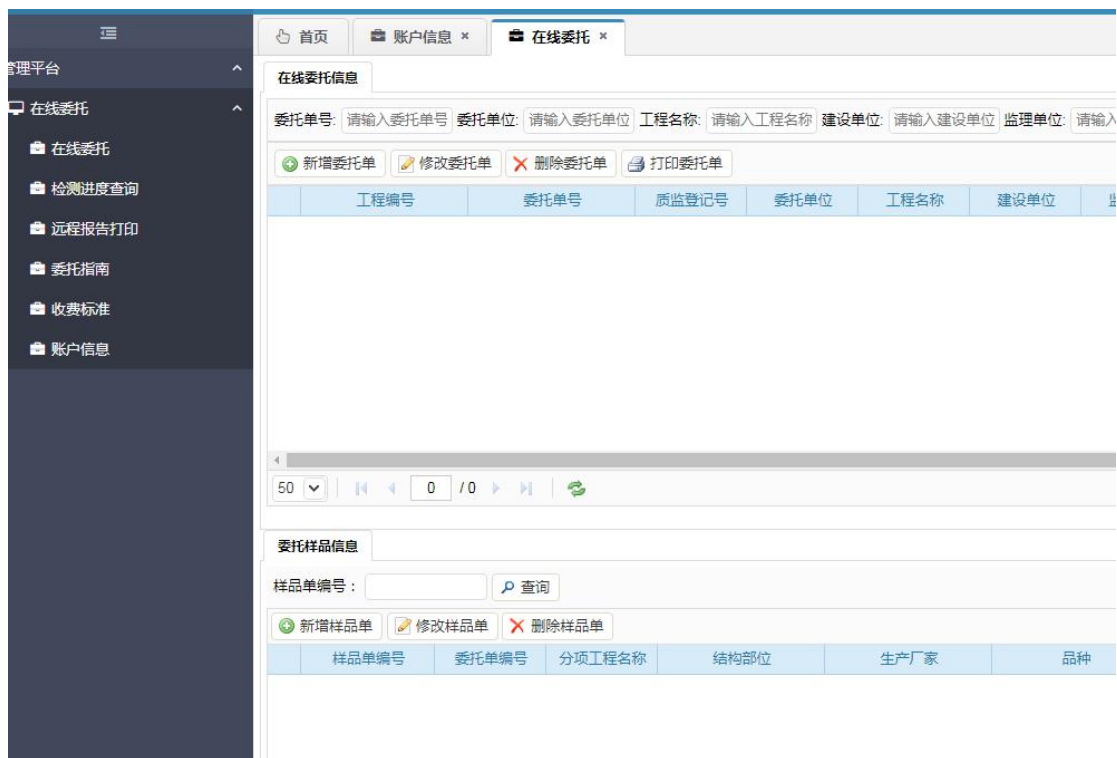 首页
账户信息 ×
在线委托 ×
管理平台
在线委托
在线委托
检测进度查询
远程报告打印
委托指南
收费标准
账户信息
在线委托信息
委托单号: 请输入委托单号 委托单位: 请输入委托单位 工程名称: 请输入工程名称 建设单位: 请输入建设单位 监理单位: 请输入
新增委托单 修改委托单 删除委托单 打印委托单
工程编号 委托单号 质监登记号 委托单位 工程名称 建设单位
50 0 / 0
委托样品信息
样品单编号： 查询
新增样品单 修改样品单 删除样品单
样品单编号 委托单编号 分项工程名称 结构部位 生产厂家 品种